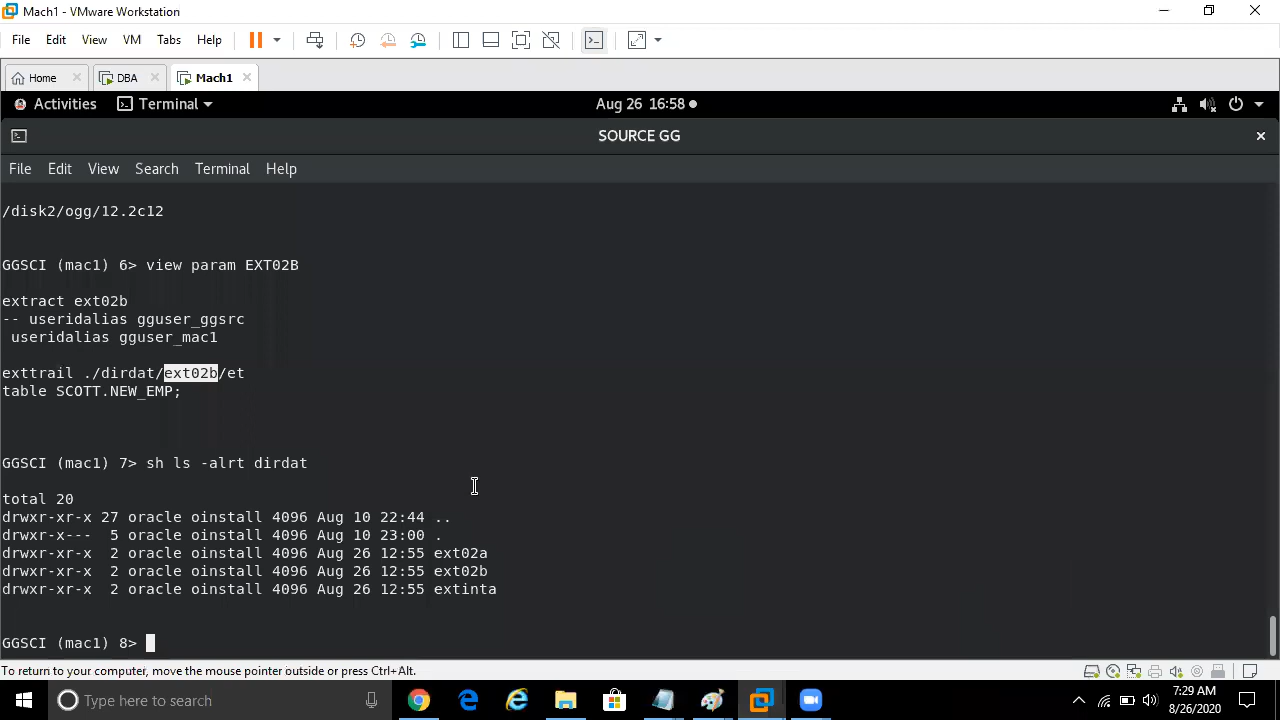 Mach1 - VMware Workstation
File Edit View VM Tabs Help
Home DBA Mach1
Activities Terminal Aug 26 16:58
SOURCE GG
File Edit View Search Terminal Help
/disk2/ogg/12.2c12
GGSCI (mac1) 6> view param EXT02B
extract ext02b
-- useridalias gguser_ggsrc
useridalias gguser_mac1
exttrail ./dirdat/ext02b/et
table SCOTT.NEW_EMP;
GGSCI (mac1) 7> sh ls -alrt dirdat
total 20
drwxr-xr-x 27 oracle oinstall 4096 Aug 10 22:44 ..
drwxr-x--- 5 oracle oinstall 4096 Aug 10 23:00 .
drwxr-xr-x 2 oracle oinstall 4096 Aug 26 12:55 ext02a
drwxr-xr-x 2 oracle oinstall 4096 Aug 26 12:55 ext02b
drwxr-xr-x 2 oracle oinstall 4096 Aug 26 12:55 extinta
GGSCI (mac1) 8>
To return to your computer, move the mouse pointer outside or press Ctrl+Alt.
Type here to search
7:29 AM
8/26/2020